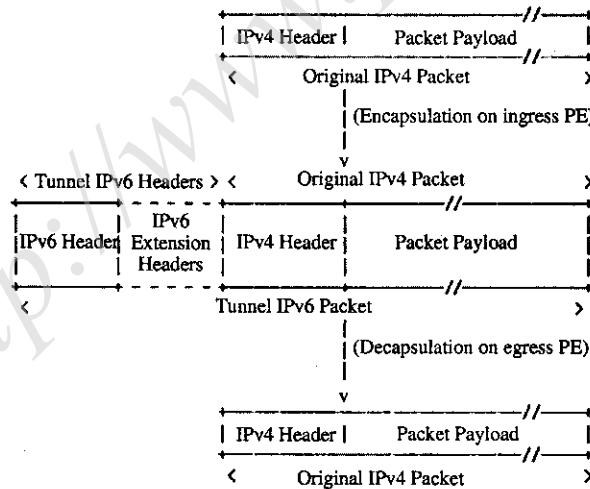 IPv4 Header | Packet Payload
< Original IPv4 Packet >
(Encapsulation on ingress PE)
< Tunnel IPv6 Headers > < Original IPv4 Packet >
IPv6 Header
IPv6
Extension
Headers
IPv4 Header
Packet Payload
< Tunnel IPv6 Packet >
(Decapsulation on egress PE)
IPv4 Header | Packet Payload
< Original IPv4 Packet >